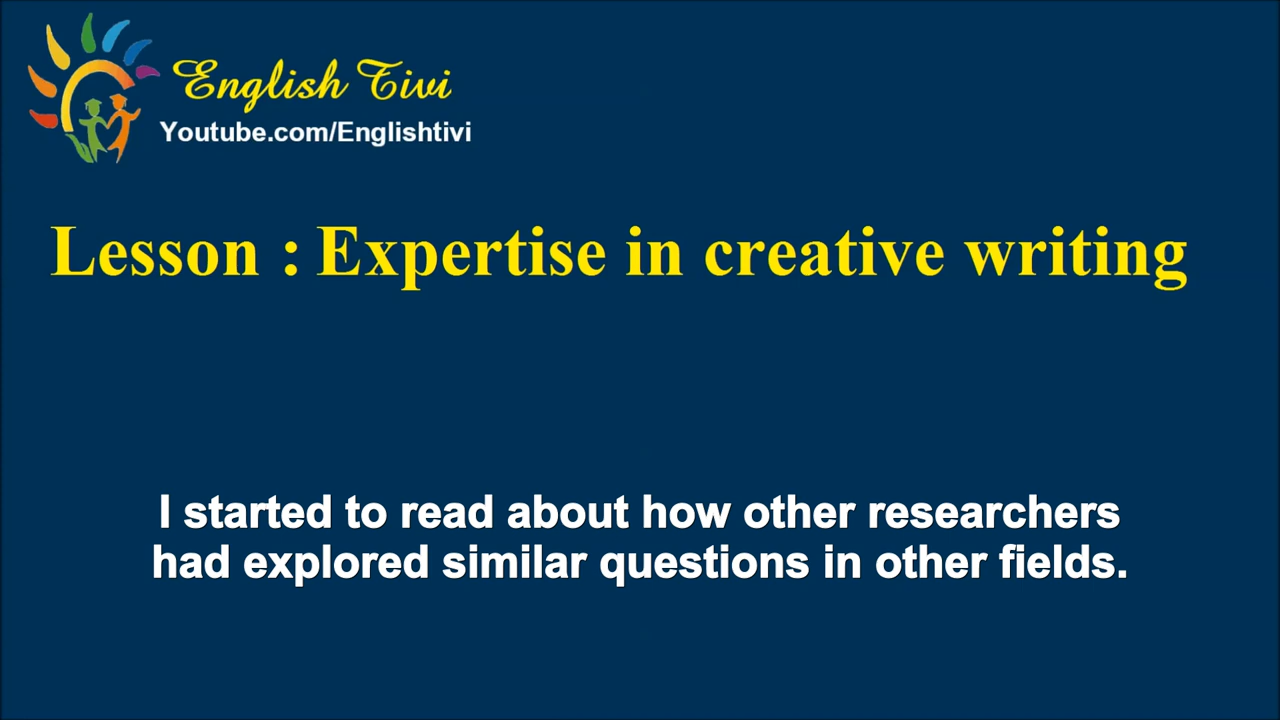 English Tivi
Youtube.com/Englishtivi
Lesson : Expertise in creative writing
I started to read about how other researchers
had explored similar questions in other fields.